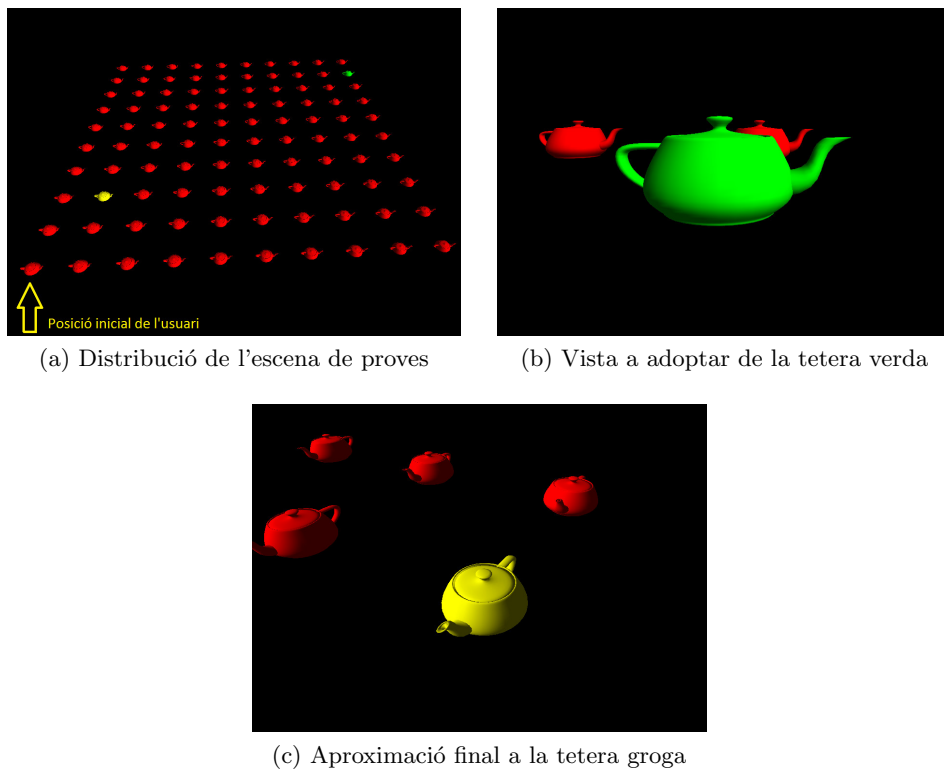 Posició inicial de l'usuari
(a) Distribució de l'escena de proves
(b) Vista a adoptar de la tetera verda
(c) Aproximació final a la tetera groga